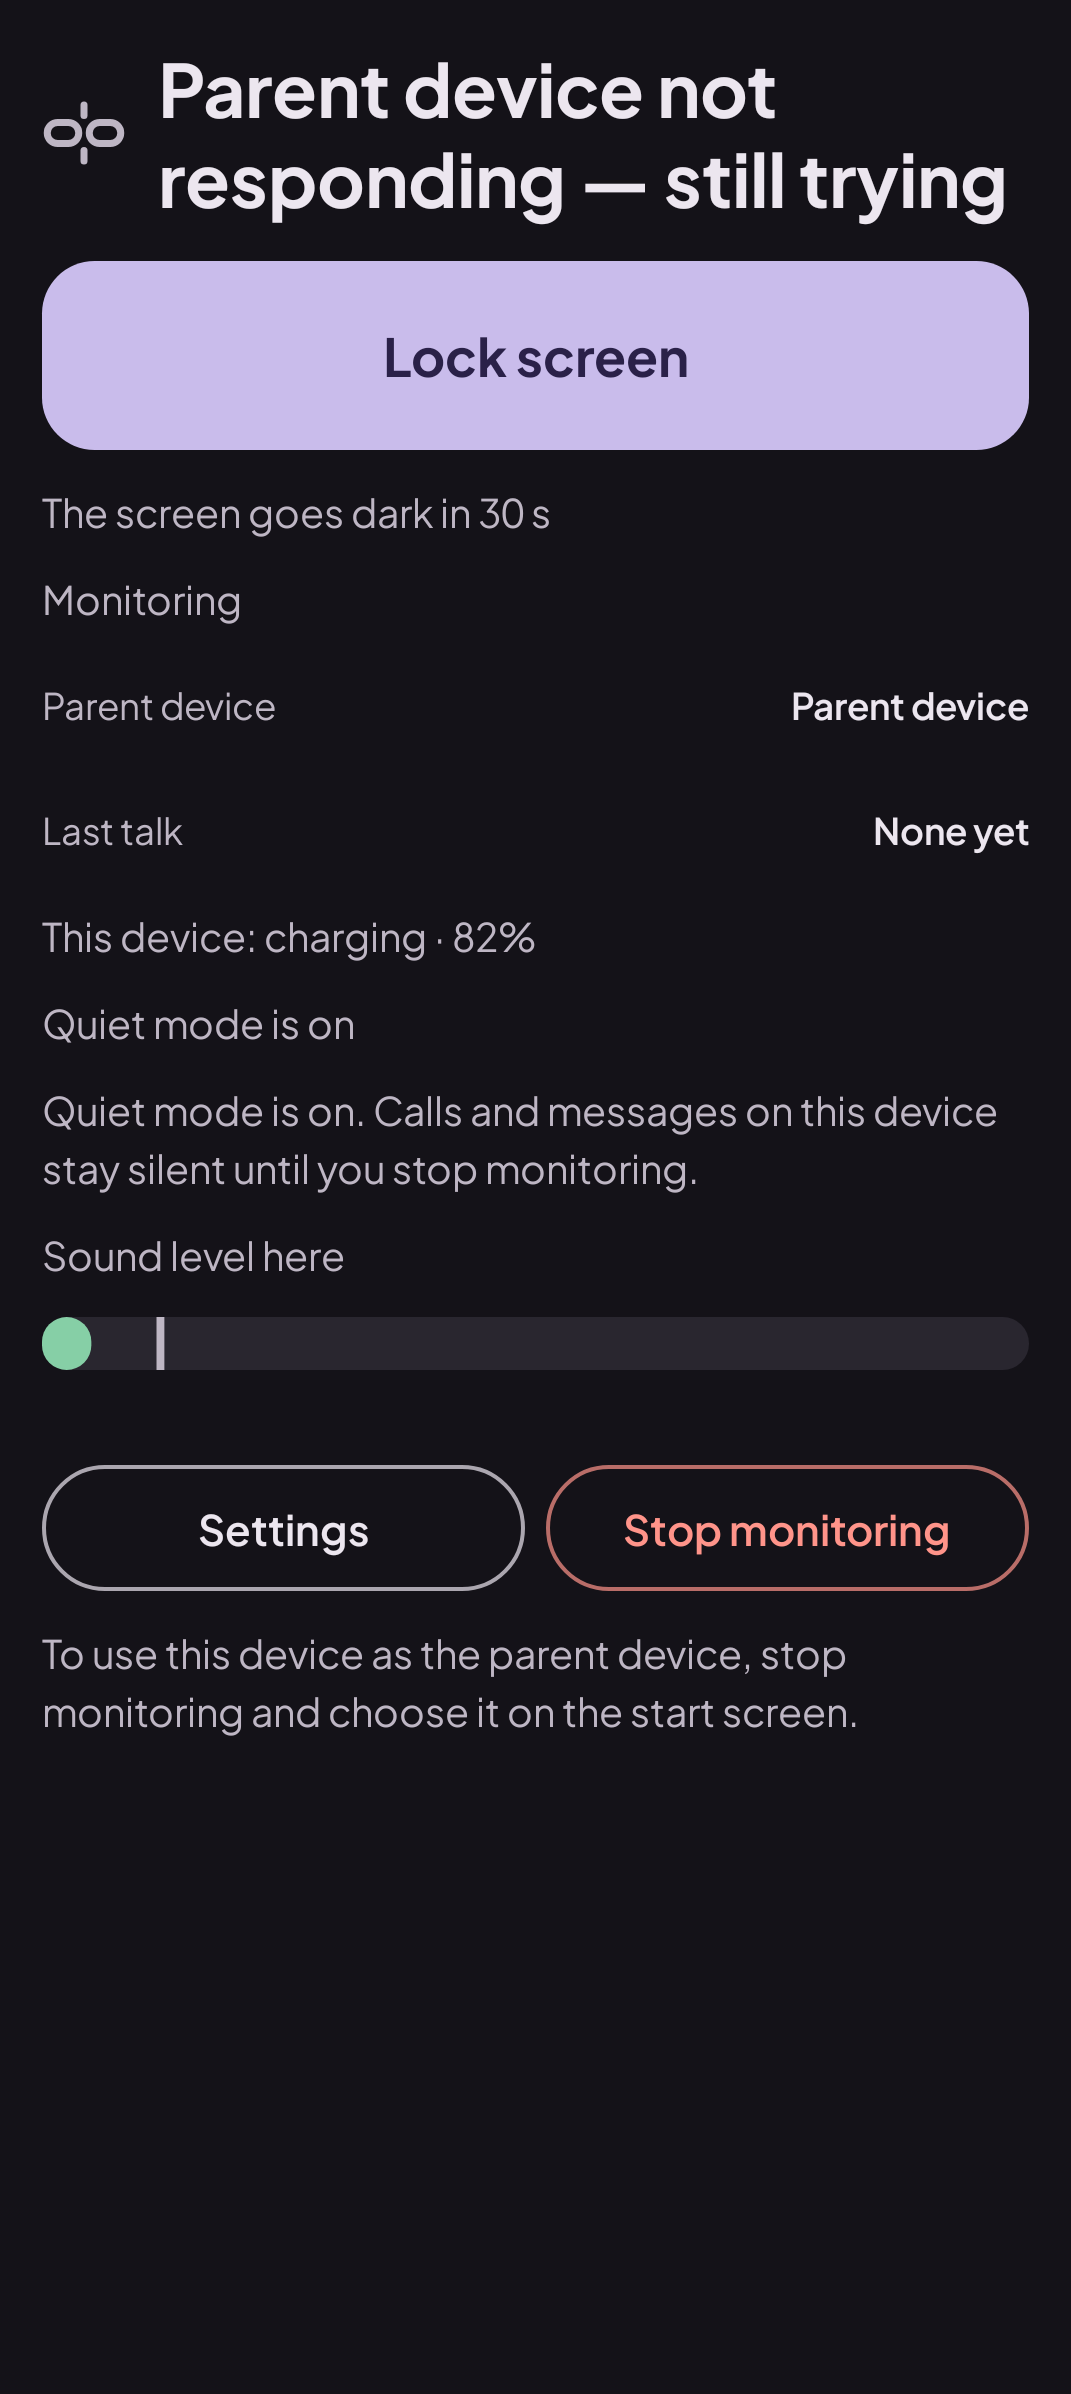 Parent device not
responding — still trying
Lock screen
The screen goes dark in 30 s
Monitoring
Parent device
Parent device
Last talk
None yet
This device: charging · 82%
Quiet mode is on
Quiet mode is on. Calls and messages on this device
stay silent until you stop monitoring.
Sound level here
Settings
Stop monitoring
To use this device as the parent device, stop
monitoring and choose it on the start screen.